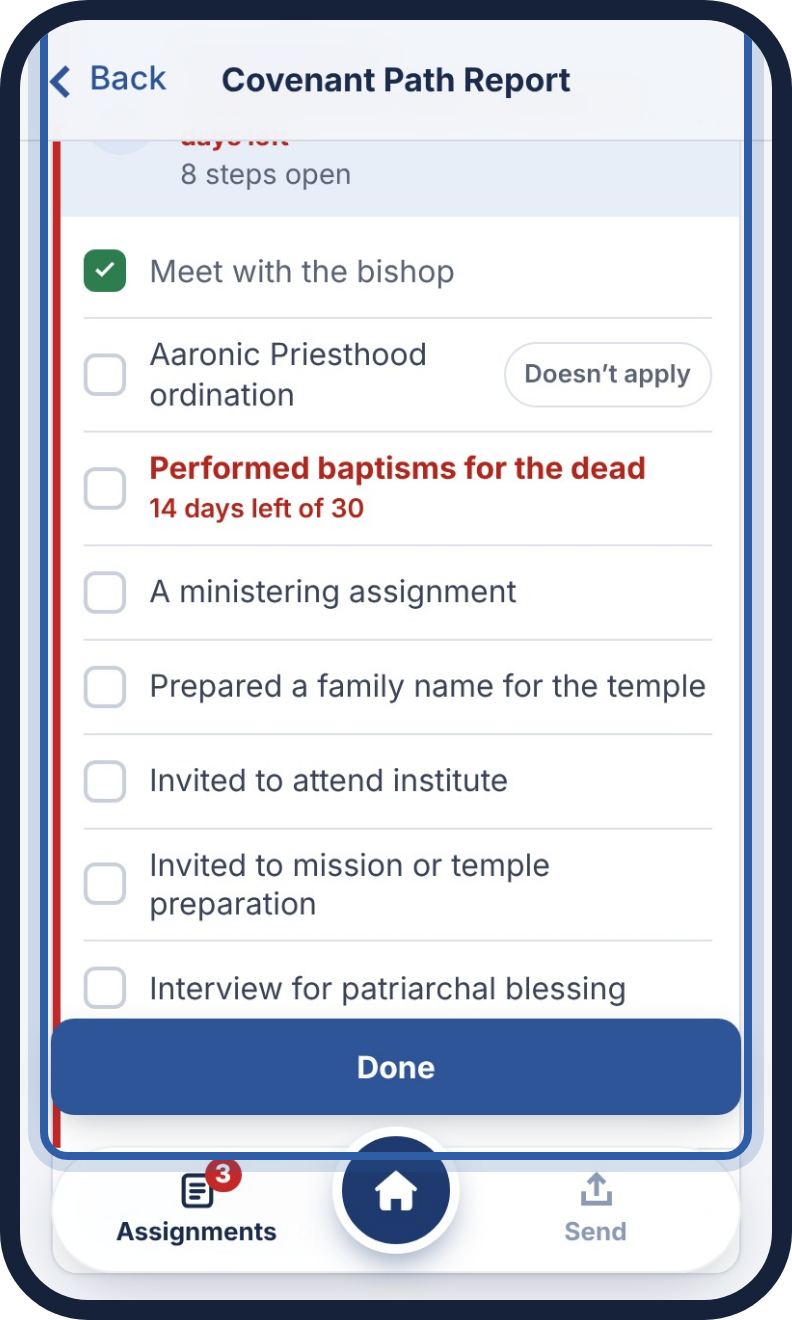 Back
Covenant Path Report
days left
8 steps open
Meet with the bishop
Aaronic Priesthood
ordination
Doesn’t apply
Performed baptisms for the dead
14 days left of 30
A ministering assignment
Prepared a family name for the temple
Invited to attend institute
Invited to mission or temple
preparation
Interview for patriarchal blessing
Done
3
Assignments
Send